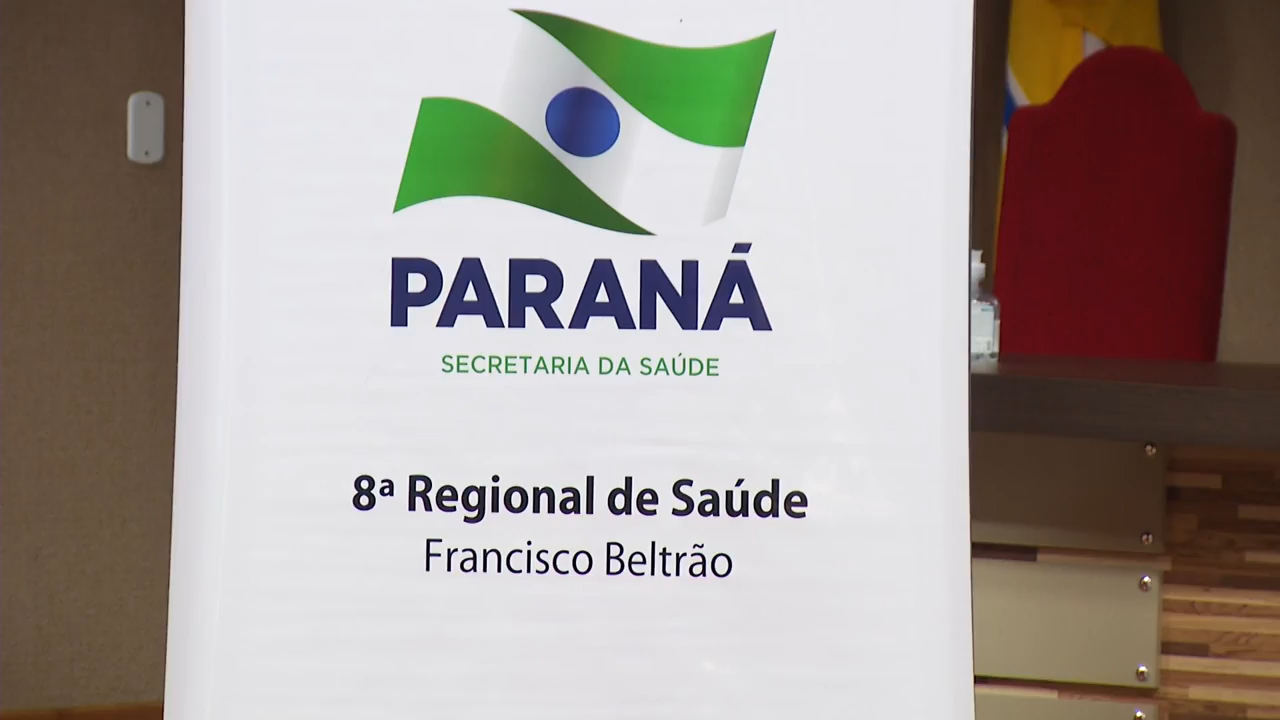 PARANÁ
SECRETARIA DA SAÚDE
8ª Regional de Saúde
Francisco Beltrão